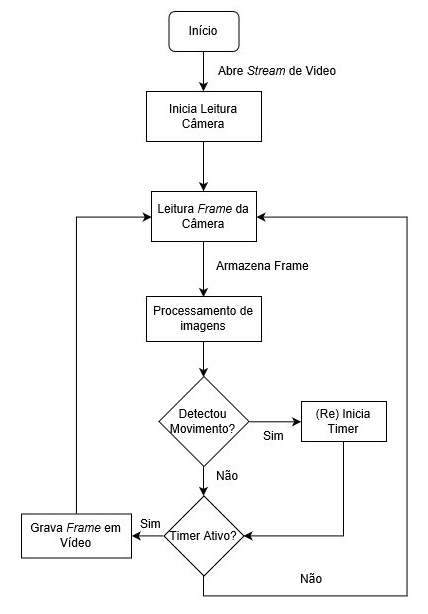 Início
Abre Stream de Video
Inicia Leitura
Câmera
Leitura Frame da
Câmera
Armazena Frame
Processamento de
imagens
Detectou
Movimento?
Sim
(Re) Inicia
Timer
Não
Timer Ativo?
Sim
Grava Frame em
Vídeo
Não